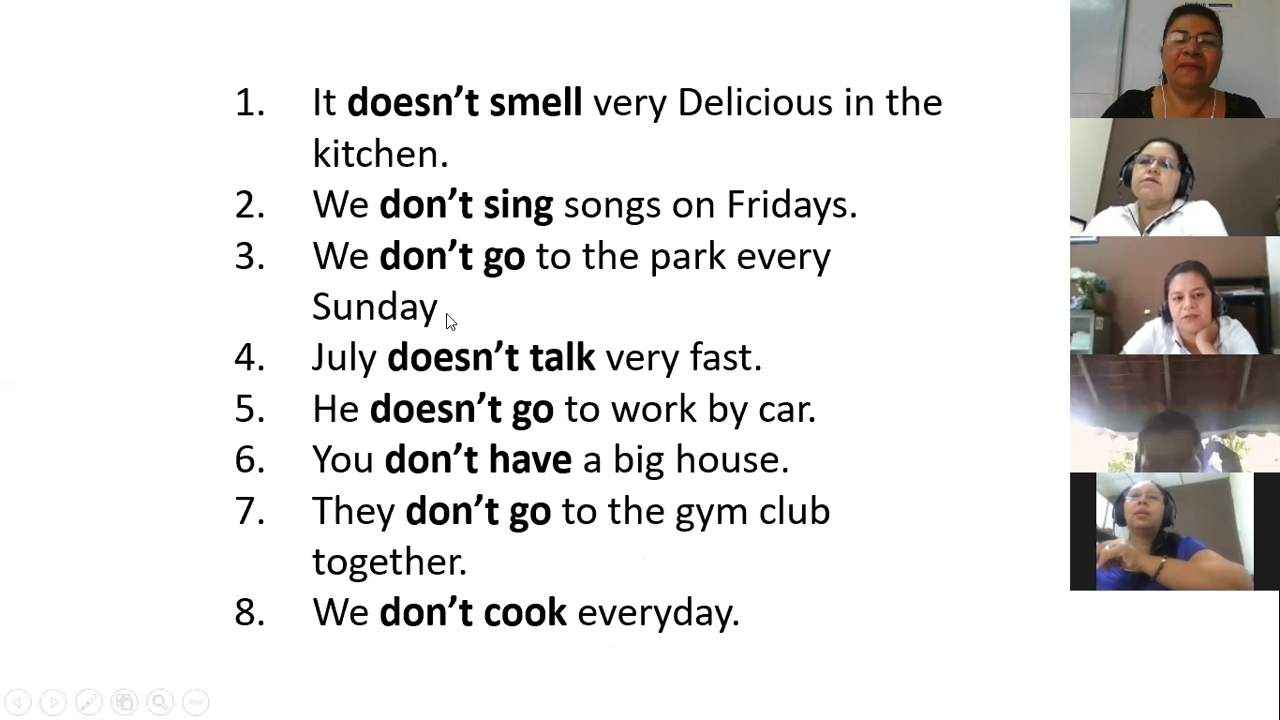 1. It doesn’t smell very Delicious in the
kitchen.
2. We don’t sing songs on Fridays.
3. We don’t go to the park every
Sunday
4. July doesn’t talk very fast.
5. He doesn’t go to work by car.
6. You don’t have a big house.
7. They don’t go to the gym club
together.
8. We don’t cook everyday.